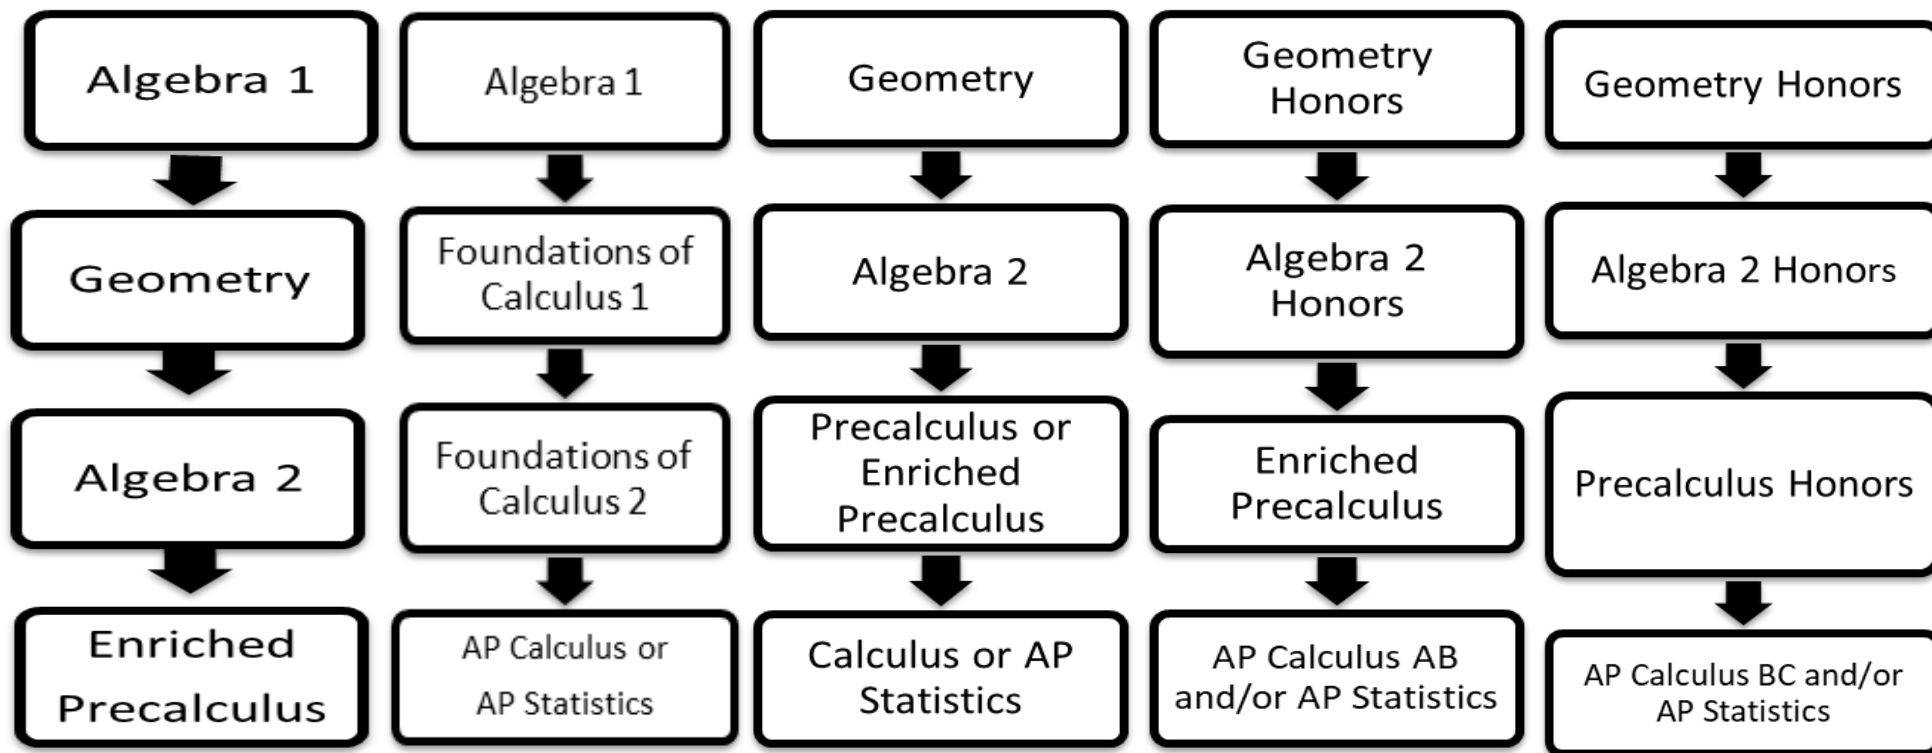 Algebra 1
Geometry
Algebra 2
Enriched
Precalculus
Algebra 1
Foundations of
Calculus 1
Foundations of
Calculus 2
AP Calculus or
AP Statistics
Geometry
Algebra 2
Precalculus or
Enriched
Precalculus
Calculus or AP
Statistics
Geometry
Honors
Algebra 2
Honors
Enriched
Precalculus
AP Calculus AB
and/or AP Statistics
Geometry Honors
Algebra 2 Honors
Precalculus Honors
AP Calculus BC and/or
AP Statistics